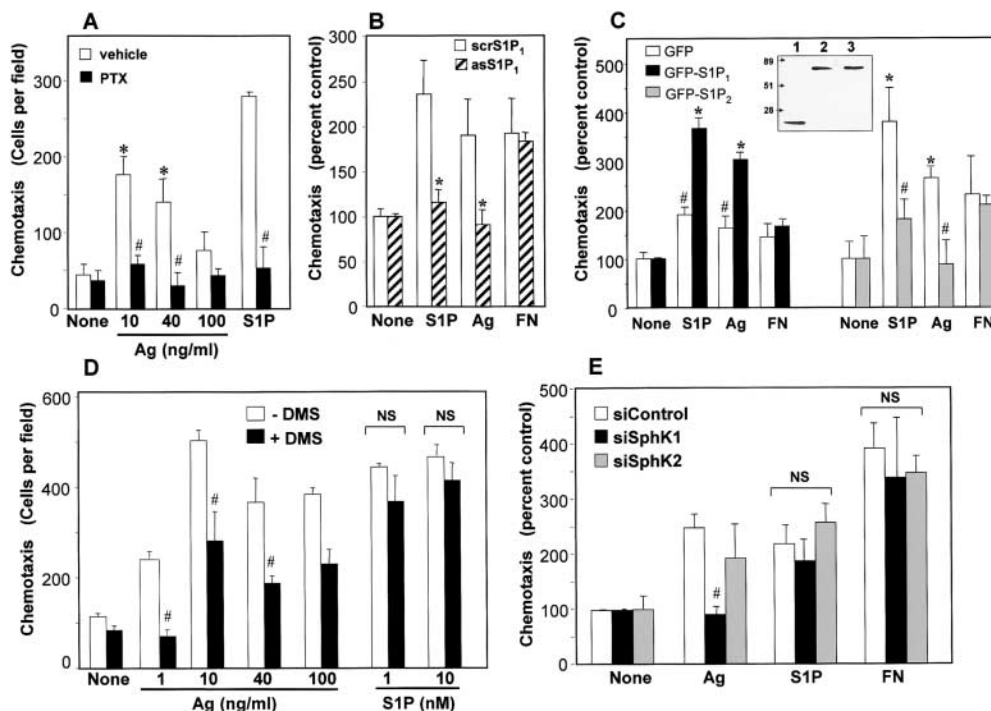 A
vehicle
PTX
Chemotaxis (Cells per field)
300
200
100
0
*
*
#
#
#
None
10
40
100
S1P
Ag (ng/ml)
B
scrS1P1
asS1P1
Chemotaxis (percent control)
300
250
200
150
100
50
0
*
*
None
S1P
Ag
FN
C
GFP
GFP-S1P1
GFP-S1P2
1
2
3
89
51
28
Chemotaxis (percent control)
500
400
300
200
100
0
#
*
#
*
*
#
*
#
None
S1P
Ag
FN
None
S1P
Ag
FN
D
- DMS
+ DMS
Chemotaxis (Cells per field)
600
400
200
0
#
#
#
NS
NS
None
1
10
40
100
1
10
Ag (ng/ml)
S1P (nM)
E
siControl
siSphK1
siSphK2
Chemotaxis (percent control)
500
400
300
200
100
0
#
NS
NS
None
Ag
S1P
FN